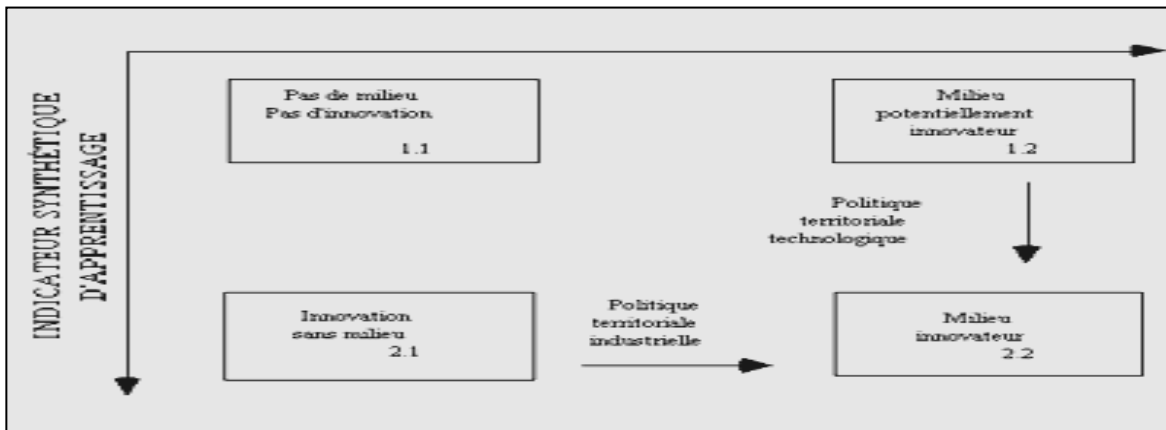 INDICATEUR SYNTHÉTIQUE
D'APPRENTISSAGE
Pas de milieu
Pas d'innovation
1.1
Milieu
potentiellement
innovateur
1.2
Politique
territoriale
technologique
Innovation
sans milieu
2.1
Politique
territoriale
industrielle
Milieu
innovateur
2.2